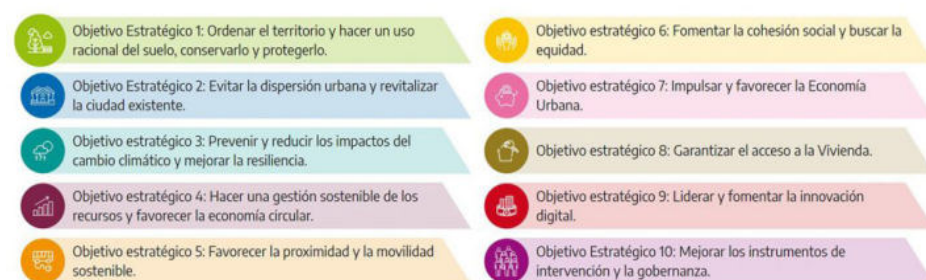 Objetivo Estratégico 1: Ordenar el territorio y hacer un uso
racional del suelo, conservarlo y protegerlo.
Objetivo Estratégico 2: Evitar la dispersión urbana y revitalizar
la ciudad existente.
Objetivo estratégico 3: Prevenir y reducir los impactos del
cambio climático y mejorar la resiliencia.
Objetivo estratégico 4: Hacer una gestión sostenible de los
recursos y favorecer la economía circular.
Objetivo estratégico 5: Favorecer la proximidad y la movilidad
sostenible.
Objetivo estratégico 6: Fomentar la cohesión social y buscar la
equidad.
Objetivo estratégico 7: Impulsar y favorecer la Economía
Urbana.
Objetivo estratégico 8: Garantizar el acceso a la Vivienda.
Objetivo estratégico 9: Liderar y fomentar la innovación
digital.
Objetivo Estratégico 10: Mejorar los instrumentos de
intervención y la gobernanza.